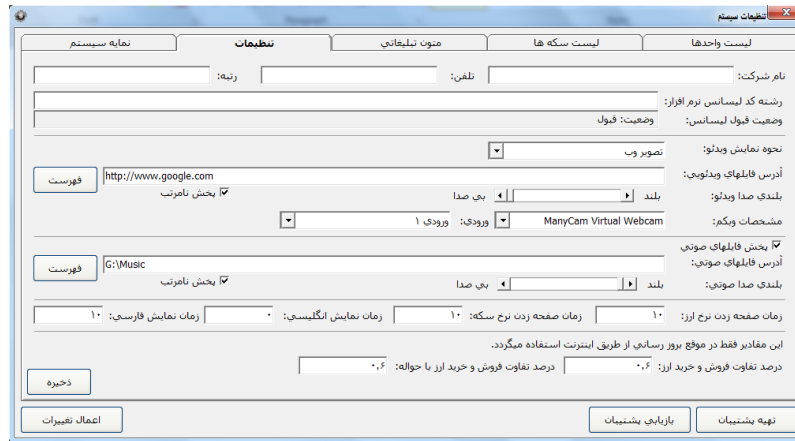 تنظیمات سیستم
لیست واحدها	لیست سکه ها	متون تبلیغاتی	تنظیمات	نمایه سیستم
نام شرکت: تلفن: رتبه:
رشته کد لیسانس نرم افزار:
وضعیت قبول لیسانس: وضعیت: قبول
نحوه نمایش ویدئو: تصویر وب
آدرس فایلهای ویدئویی: http://www.google.com فهرست
بلندی صدا ویدئو: بلند بی صدا پخش نامرتب
مشخصات وبکم: ManyCam Virtual Webcam ورودی: ورودی ۱
پخش فایلهای صوتی
آدرس فایلهای صوتی: G:\Music فهرست
بلندی صدا صوتی: بلند بی صدا پخش نامرتب
زمان صفحه زدن نرخ ارز: ۱۰ زمان صفحه زدن نرخ سکه: ۱۰ زمان نمایش انگلیسی: ۰ زمان نمایش فارسی: ۱۰
این مقادیر فقط در موقع بروز رسانی از طریق اینترنت استفاده میگردد.
درصد تفاوت فروش و خرید ارز: ۰,۶ درصد تفاوت فروش و خرید ارز با حواله: ۰,۶
ذخیره
تهیه پشتیبان بازیابی پشتیبان اعمال تغییرات